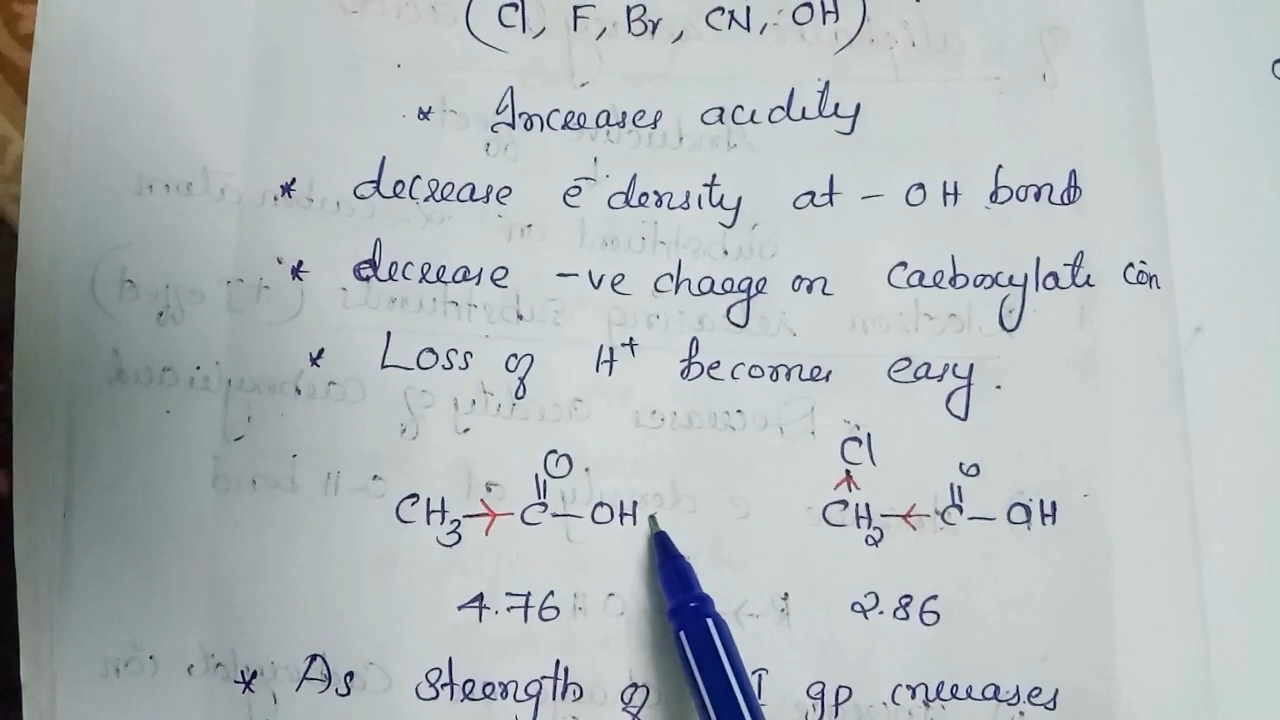 (Cl, F, Br, CN, OH)
* Increases acidity
* decrease e⁻ density at - OH bond
* decrease -ve charge on Carboxylate ion
* Loss of H⁺ becomes easy.
O Cl O
CH₃ C - OH CH₂ C - OH
4.76 2.86
* As strength of I gp increases